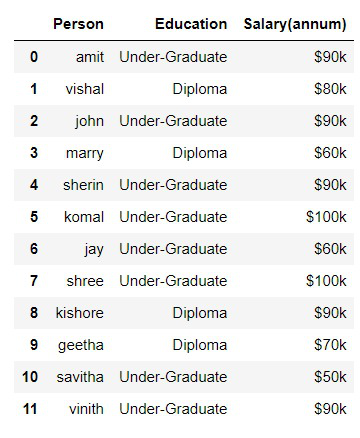 Person Education Salary(annum)
0 amit Under-Graduate $90k
1 vishal Diploma $80k
2 john Under-Graduate $90k
3 marry Diploma $60k
4 sherin Under-Graduate $90k
5 komal Under-Graduate $100k
6 jay Under-Graduate $60k
7 shree Under-Graduate $100k
8 kishore Diploma $90k
9 geetha Diploma $70k
10 savitha Under-Graduate $50k
11 vinith Under-Graduate $90k